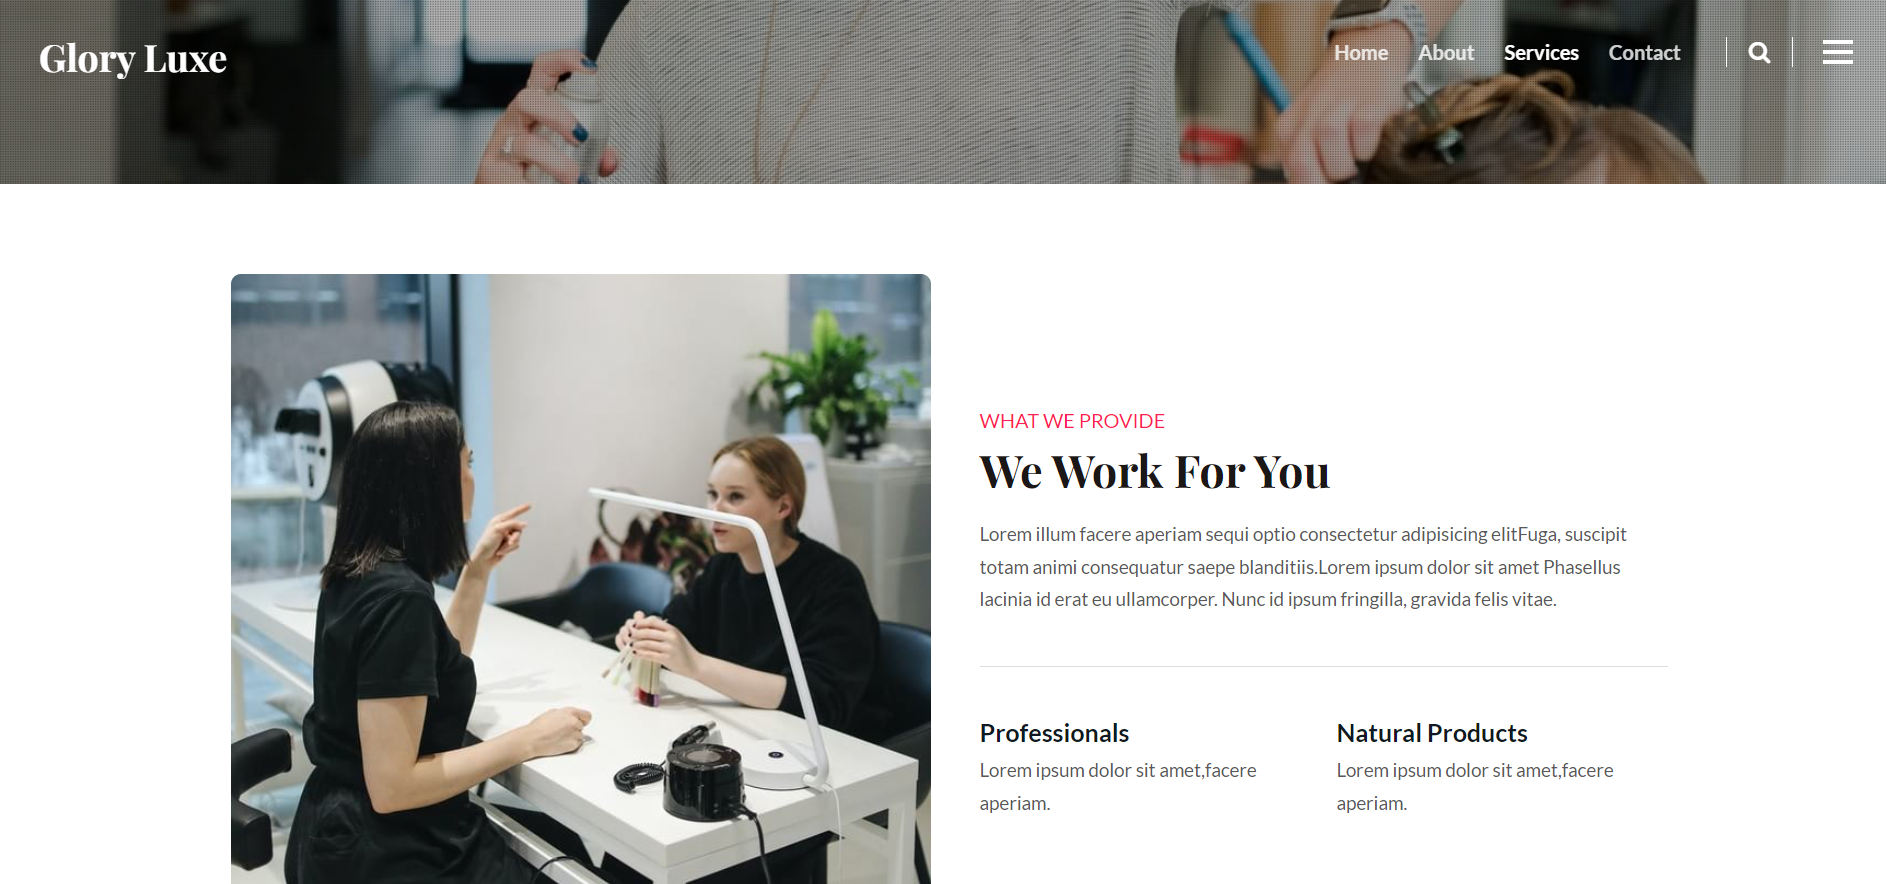 Glory Luxe
Home About Services Contact
WHAT WE PROVIDE
We Work For You
Lorem illum facere aperiam sequi optio consectetur adipisicing elitFuga, suscipit
totam animi consequatur saepe blanditiis.Lorem ipsum dolor sit amet Phasellus
lacinia id erat eu ullamcorper. Nunc id ipsum fringilla, gravida felis vitae.
Professionals
Lorem ipsum dolor sit amet,facere
aperiam.
Natural Products
Lorem ipsum dolor sit amet,facere
aperiam.